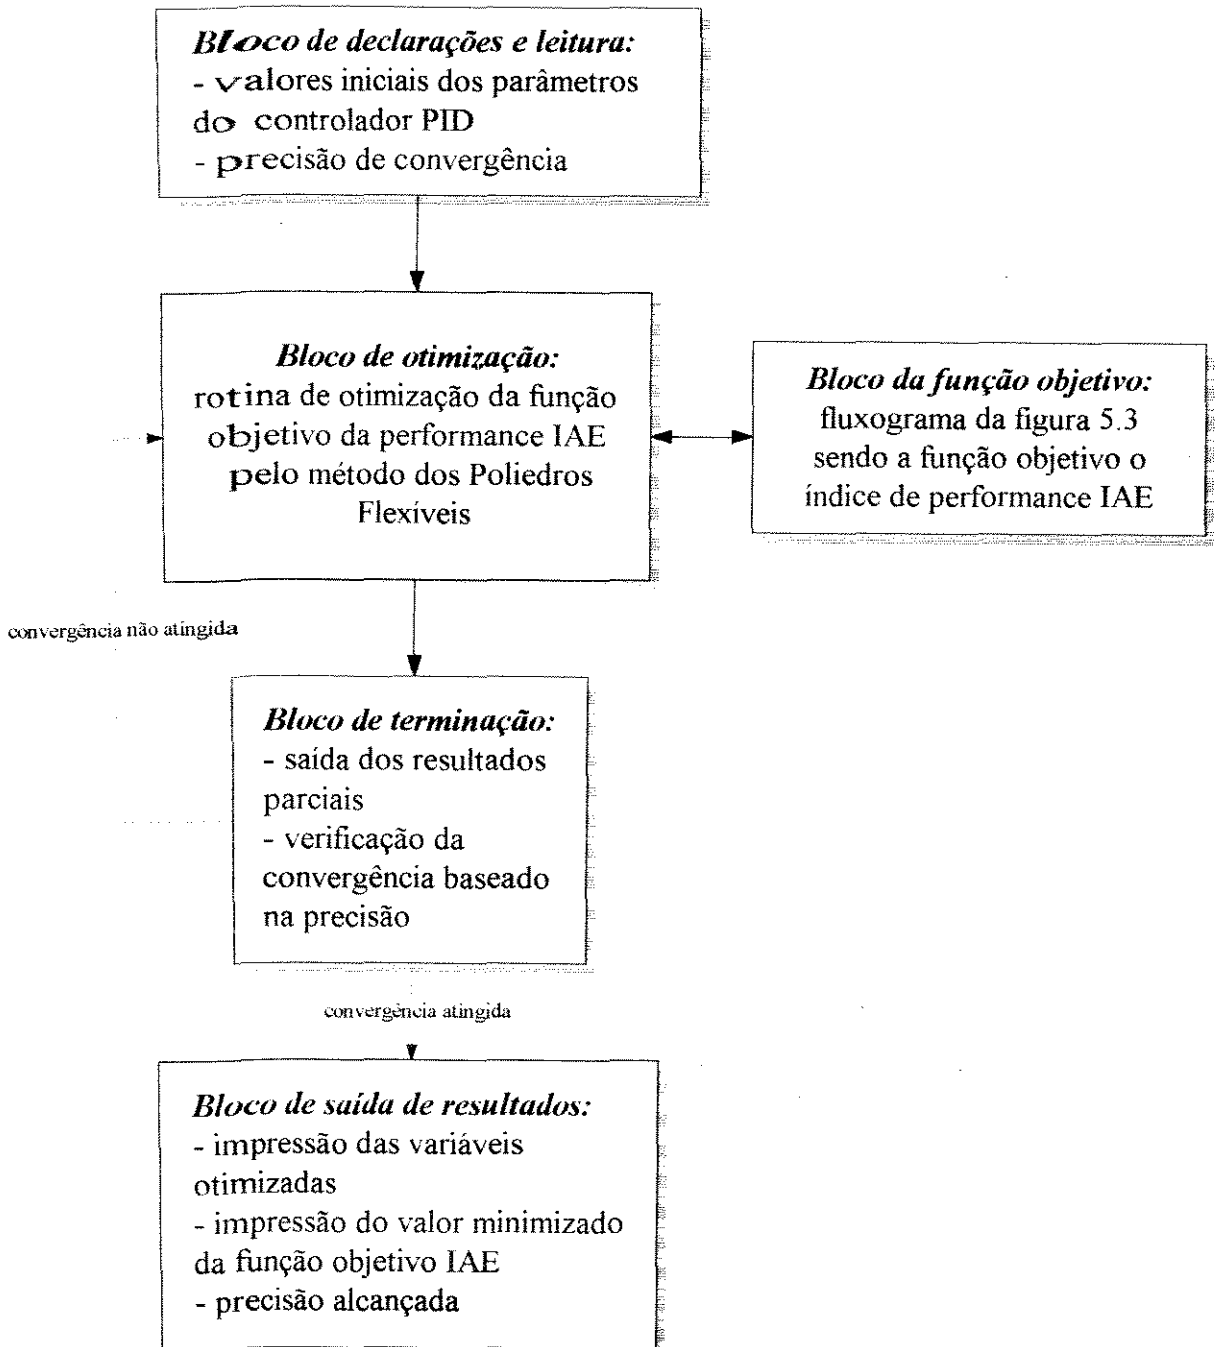 Bloco de declarações e leitura:
- valores iniciais dos parâmetros
do controlador PID
- precisão de convergência
Bloco de otimização:
rotina de otimização da função
objetivo da performance IAE
pelo método dos Poliedros
Flexíveis
Bloco da função objetivo:
fluxograma da figura 5.3
sendo a função objetivo o
índice de performance IAE
convergência não atingida
Bloco de terminação:
- saída dos resultados
parciais
- verificação da
convergência baseado
na precisão
convergência atingida
Bloco de saída de resultados:
- impressão das variáveis
otimizadas
- impressão do valor minimizado
da função objetivo IAE
- precisão alcançada